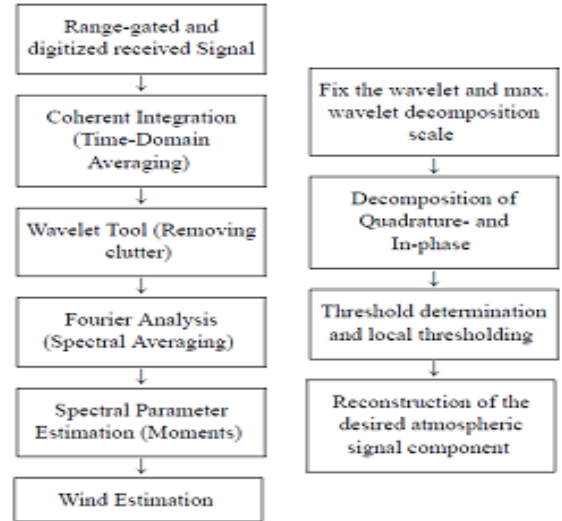 Range-gated and
digitized received Signal
↓
Coherent Integration
(Time-Domain
Averaging)
↓
Wavelet Tool (Removing
clutter)
↓
Fourier Analysis
(Spectral Averaging)
↓
Spectral Parameter
Estimation (Moments)
↓
Wind Estimation
Fix the wavelet and max.
wavelet decomposition
scale
↓
Decomposition of
Quadrature- and
In-phase
↓
Threshold determination
and local thresholding
↓
Reconstruction of the
desired atmospheric
signal component